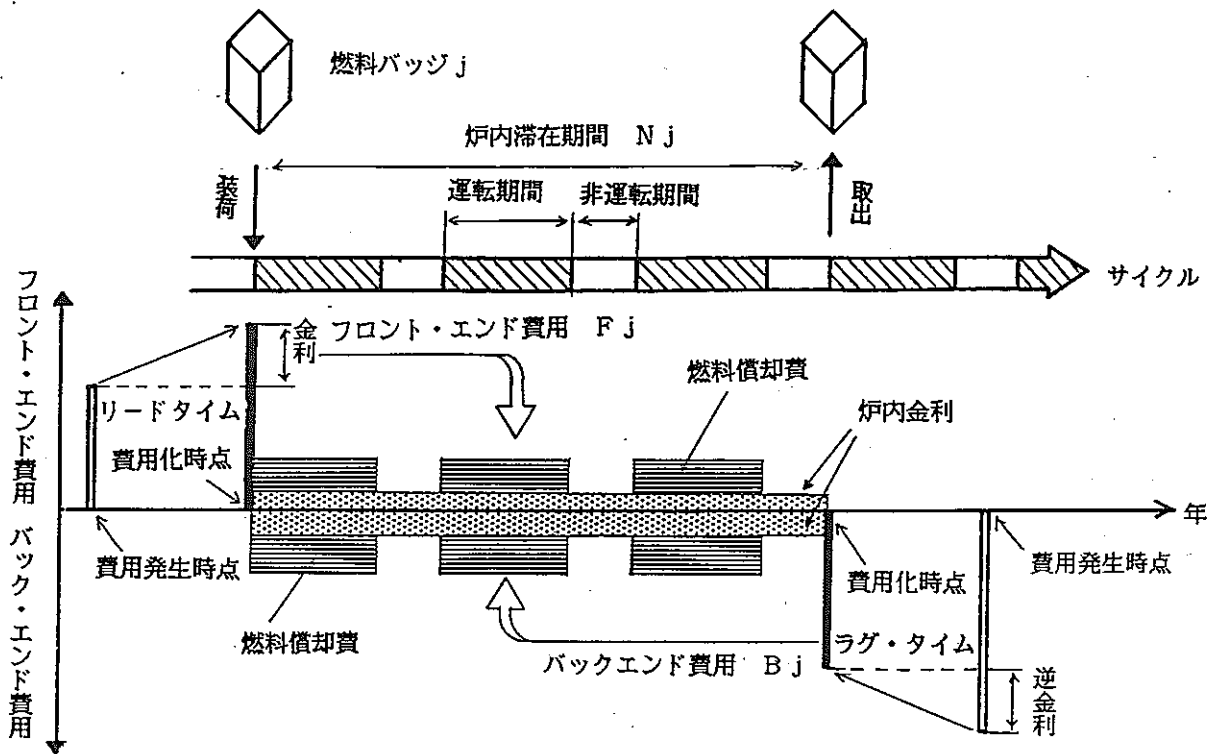 燃料バッジ j
炉内滞在期間 N j
装荷
運転期間
非運転期間
取出
サイクル
フロント・エンド費用
バック・エンド費用
金利
フロント・エンド費用 F j
燃料償却費
リードタイム
炉内金利
費用化時点
年
費用発生時点
費用化時点
費用発生時点
燃料償却費
ラグ・タイム
バックエンド費用 B j
逆金利